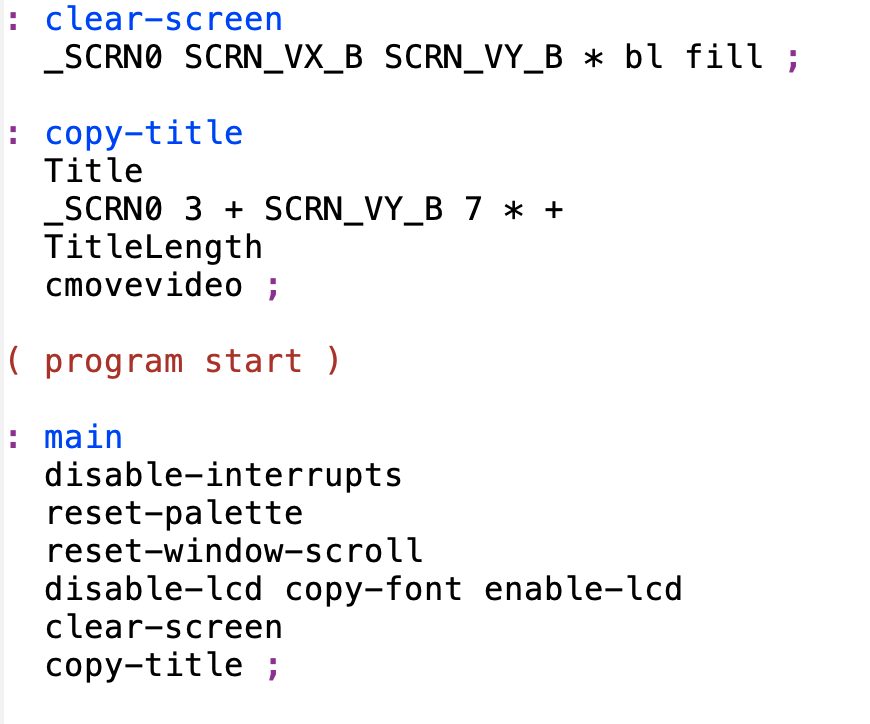 : clear-screen
_SCRN0 SCRN_VX_B SCRN_VY_B * bl fill ;
: copy-title
Title
_SCRN0 3 + SCRN_VY_B 7 * +
TitleLength
cmovevideo ;
( program start )
: main
disable-interrupts
reset-palette
reset-window-scroll
disable-lcd copy-font enable-lcd
clear-screen
copy-title ;